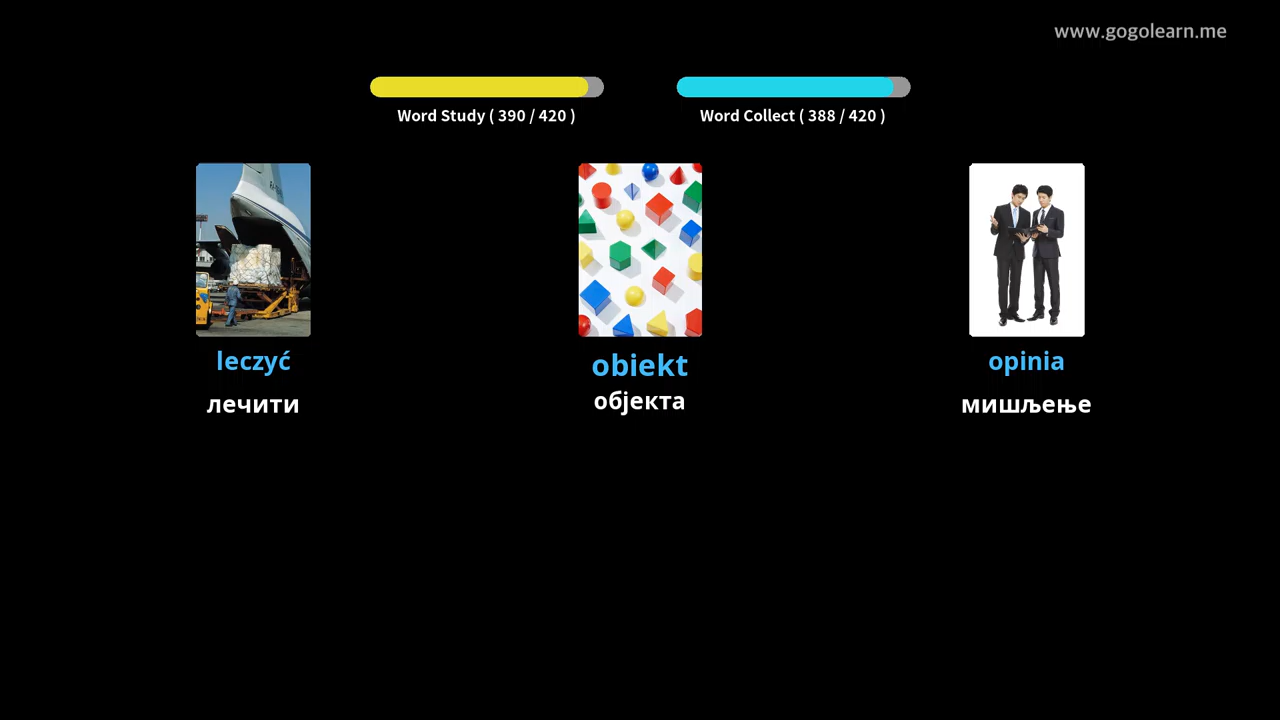 www.gogolearn.me
Word Study ( 390 / 420 )
Word Collect ( 388 / 420 )
leczyć
obiekt
opinia
лечити
објекта
мишљење